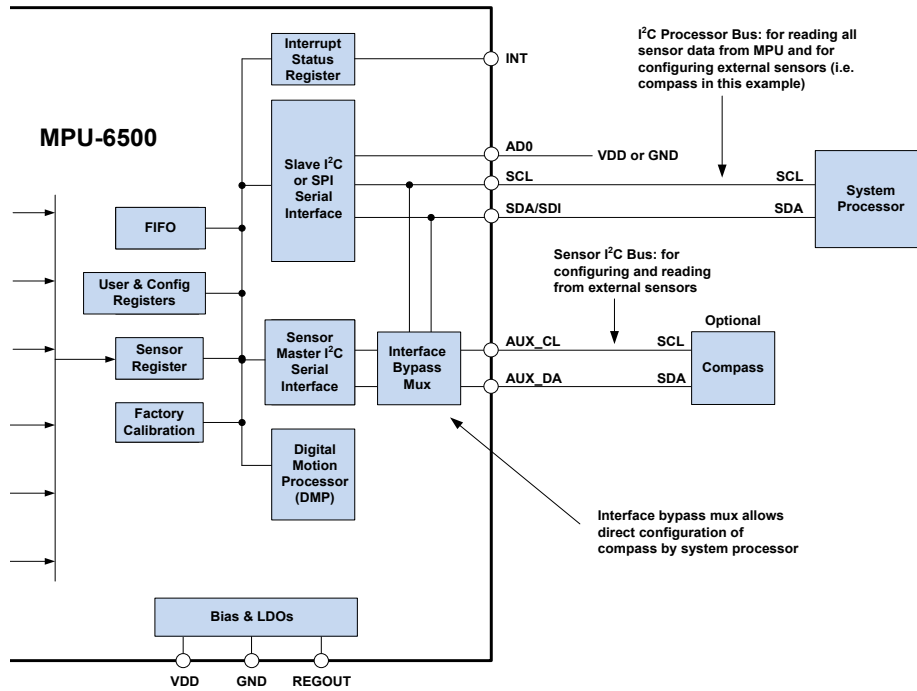 MPU-6500
Interrupt
Status
Register
INT
I²C Processor Bus: for reading all
sensor data from MPU and for
configuring external sensors (i.e.
compass in this example)
Slave I²C
or SPI
Serial
Interface
AD0
VDD or GND
SCL
SCL
SDA/SDI
SDA
System
Processor
FIFO
User & Config
Registers
Sensor
Register
Factory
Calibration
Sensor
Master I²C
Serial
Interface
Interface
Bypass
Mux
Sensor I²C Bus: for
configuring and reading
from external sensors
AUX_CL
SCL
AUX_DA
SDA
Optional
Compass
Digital
Motion
Processor
(DMP)
Interface bypass mux allows
direct configuration of
compass by system processor
Bias & LDOs
VDD
GND
REGOUT